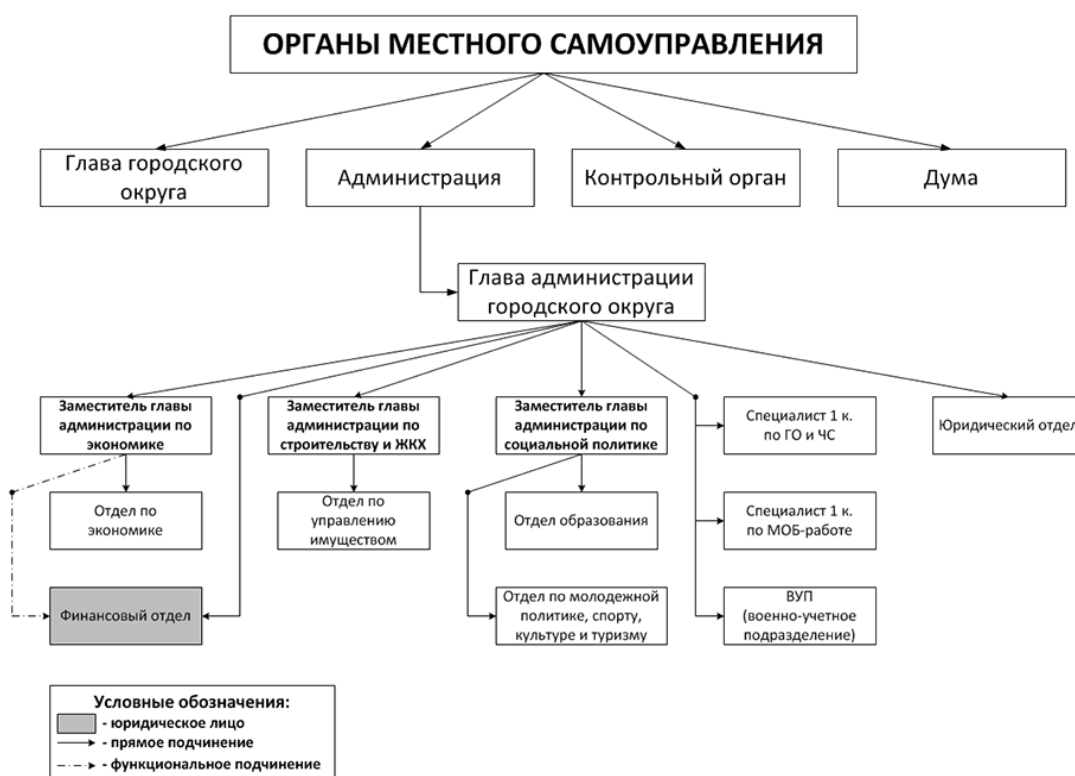 ОРГАНЫ МЕСТНОГО САМОУПРАВЛЕНИЯ
Глава городского
округа
Администрация
Контрольный орган
Дума
Глава администрации
городского округа
Заместитель главы
администрации по
экономике
Заместитель главы
администрации по
строительству и ЖКХ
Заместитель главы
администрации по
социальной политике
Специалист 1 к.
по ГО и ЧС
Юридический отдел
Отдел по
экономике
Отдел по
управлению
имуществом
Отдел образования
Специалист 1 к.
по МОБ-работе
Финансовый отдел
Отдел по молодежной
политике, спорту,
культуре и туризму
ВУП
(военно-учетное
подразделение)
Условные обозначения:
- юридическое лицо
- прямое подчинение
- функциональное подчинение